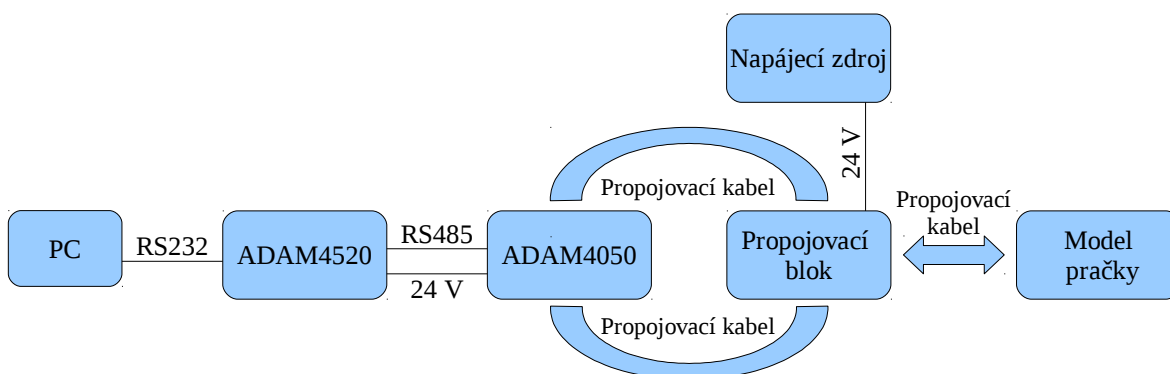 Napájecí zdroj
24 V
Propojovací kabel
Propojovací
kabel
PC
RS232
ADAM4520
RS485
24 V
ADAM4050
Propojovací
blok
Model
pračky
Propojovací kabel